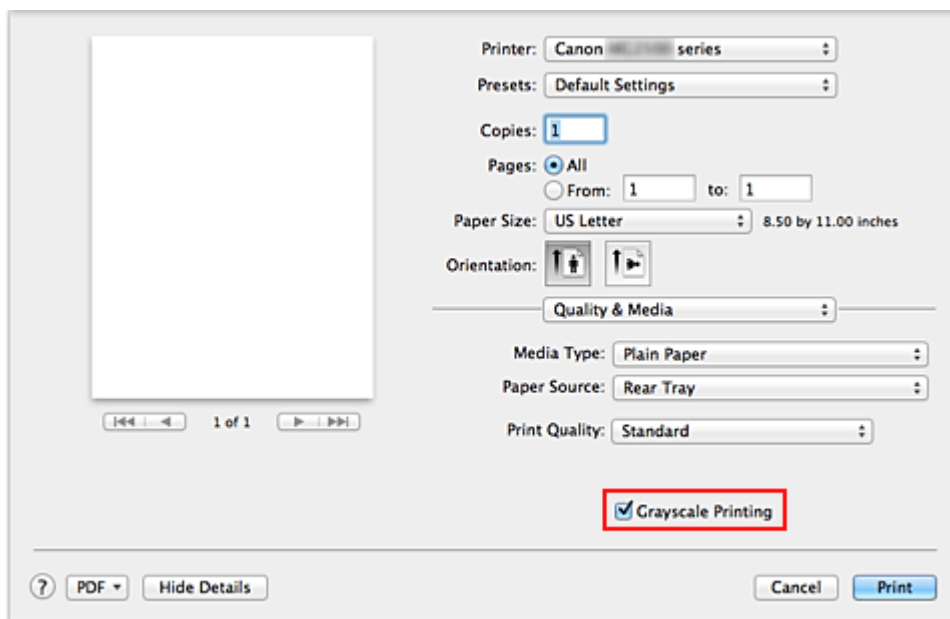 Printer: Canon series
Presets: Default Settings
Copies: 1
Pages: All
From: 1 to: 1
Paper Size: US Letter 8.50 by 11.00 inches
Orientation:
Quality & Media
Media Type: Plain Paper
Paper Source: Rear Tray
1 of 1
Print Quality: Standard
Grayscale Printing
? PDF Hide Details Cancel Print